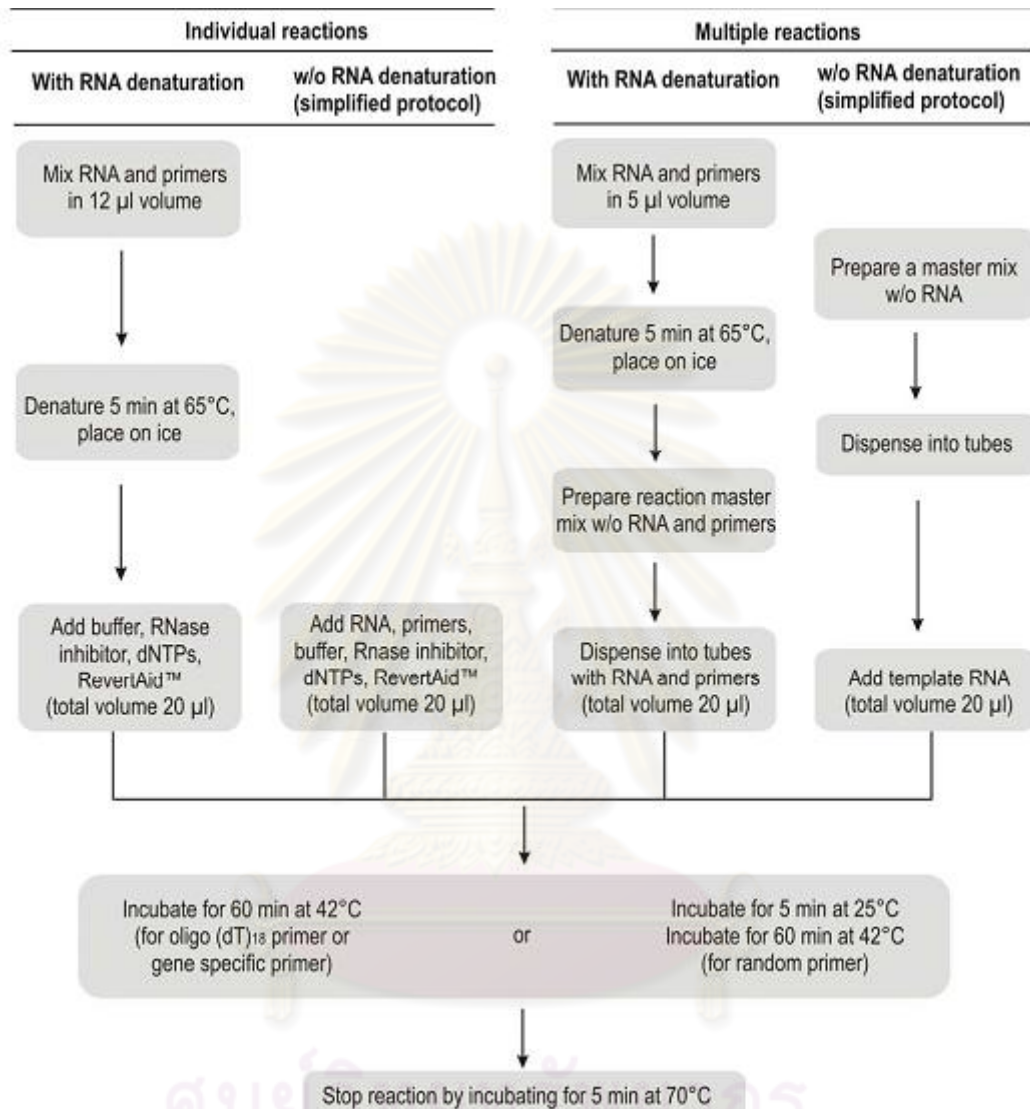 Individual reactions
With RNA denaturation
w/o RNA denaturation
(simplified protocol)
Mix RNA and primers
in 12 µl volume
Denature 5 min at 65°C,
place on ice
Add buffer, RNase
inhibitor, dNTPs,
RevertAid™
(total volume 20 µl)
Add RNA, primers,
buffer, Rnase inhibitor,
dNTPs, RevertAid™
(total volume 20 µl)
Multiple reactions
With RNA denaturation
w/o RNA denaturation
(simplified protocol)
Mix RNA and primers
in 5 µl volume
Denature 5 min at 65°C,
place on ice
Prepare reaction master
mix w/o RNA and primers
Dispense into tubes
with RNA and primers
(total volume 20 µl)
Prepare a master mix
w/o RNA
Dispense into tubes
Add template RNA
(total volume 20 µl)
Incubate for 60 min at 42°C
(for oligo (dT)₁₈ primer or
gene specific primer)
or
Incubate for 5 min at 25°C
Incubate for 60 min at 42°C
(for random primer)
Stop reaction by incubating for 5 min at 70°C